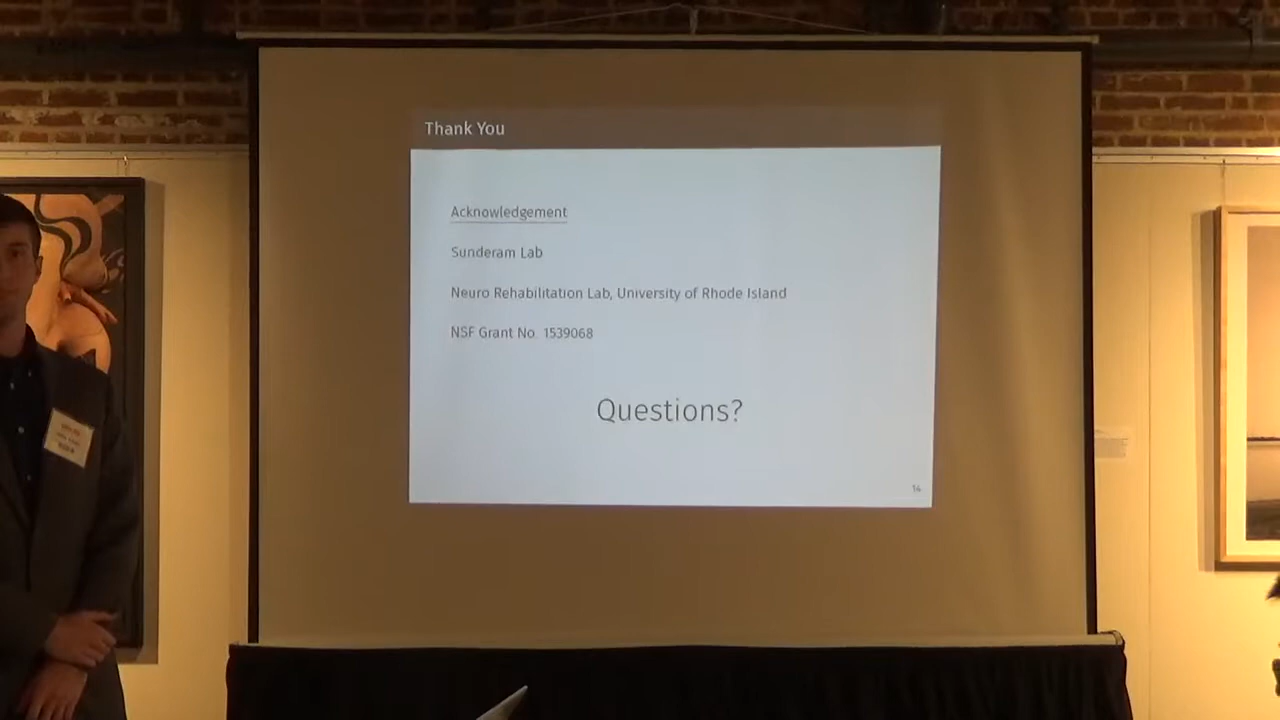 Thank You
Acknowledgement
Sunderam Lab
Neuro Rehabilitation Lab, University of Rhode Island
NSF Grant No. 1539068
Questions?
14